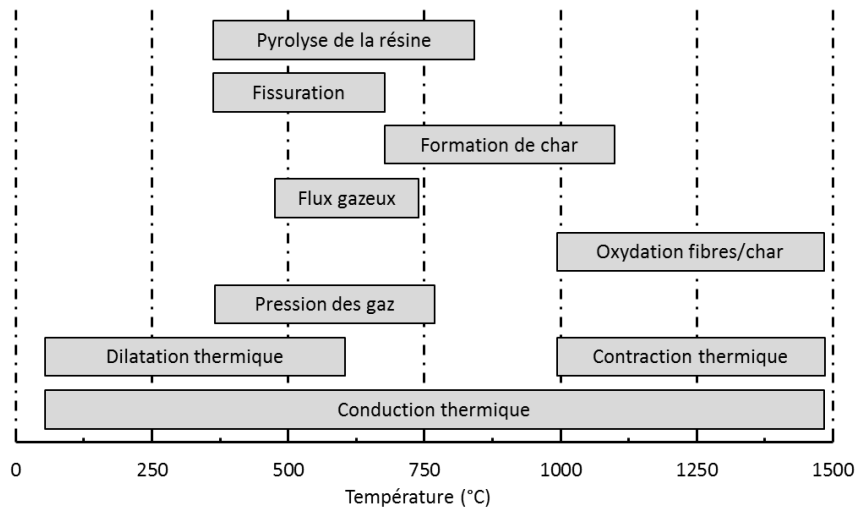 Pyrolyse de la résine
Fissuration
Formation de char
Flux gazeux
Oxydation fibres/char
Pression des gaz
Dilatation thermique
Contraction thermique
Conduction thermique
0 250 500 750 1000 1250 1500
Température (°C)